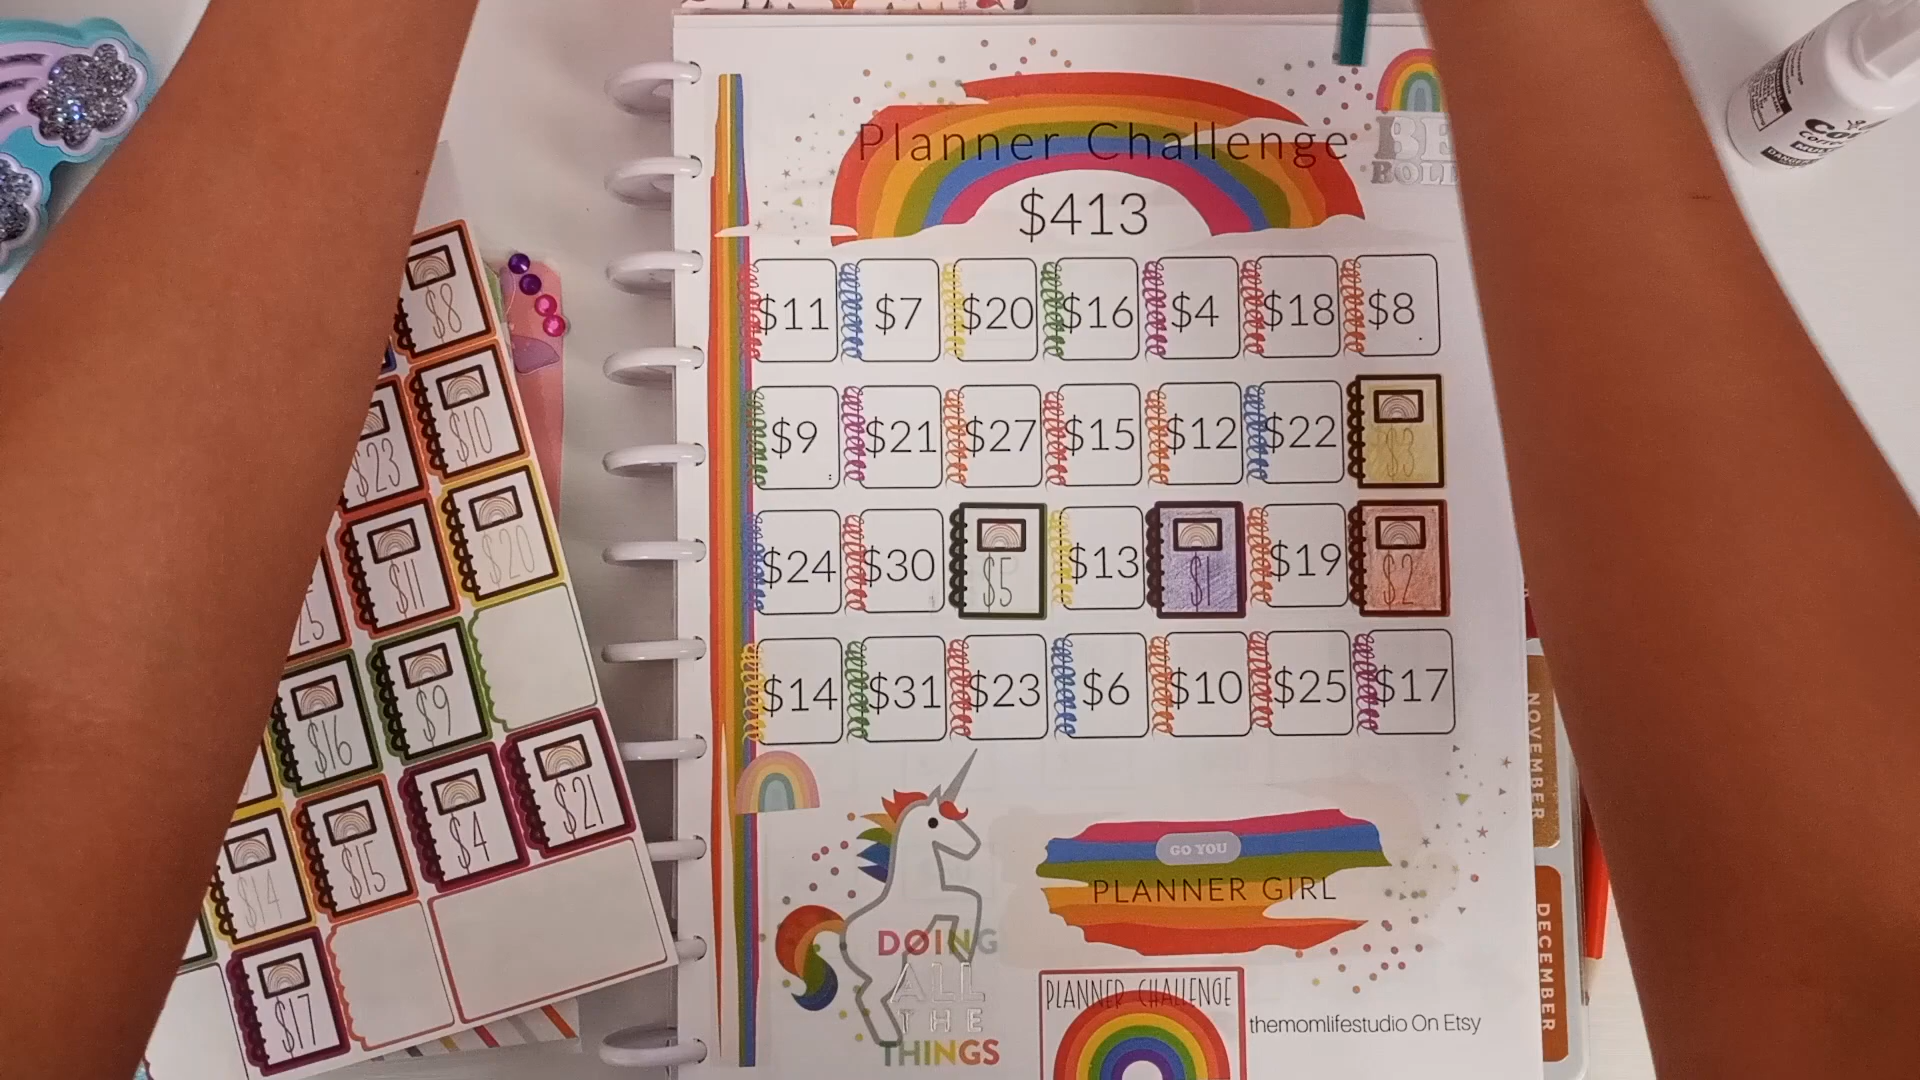 Planner Challenge
$413
BE
BOLD
$11 $7 $20 $16 $4 $18 $8
$9 $21 $27 $15 $12 $22 $3
$24 $30 $5 $13 $1 $19 $2
$14 $31 $23 $6 $10 $25 $17
GO YOU
PLANNER GIRL
DOING
ALL
THE
THINGS
PLANNER CHALLENGE
themomlifestudio On Etsy
NOVEMBER
DECEMBER
$8
$10
$23
$20
$11
$9
$16
$21
$4
$15
$14
$17